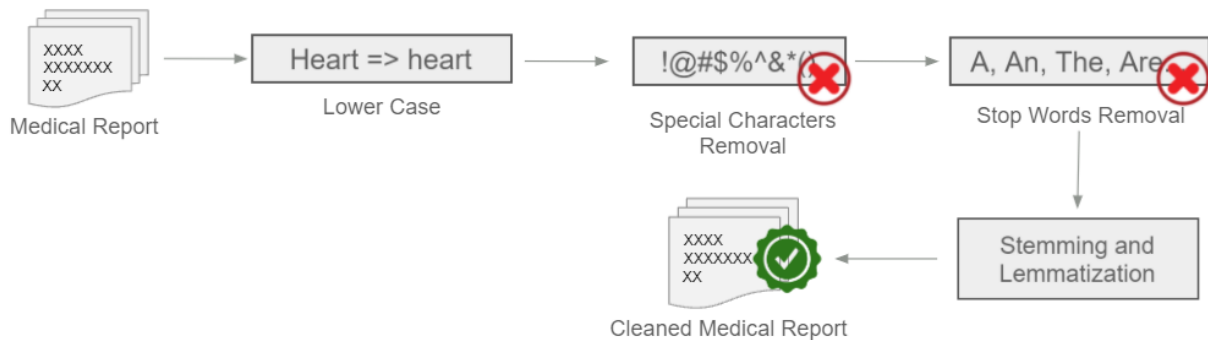 XXXX
XXXXXXX
XX
Medical Report
Heart => heart
Lower Case
!@#$%^&*()
Special Characters
Removal
A, An, The, Are
Stop Words Removal
Stemming and
Lemmatization
XXXX
XXXXXXX
XX
Cleaned Medical Report